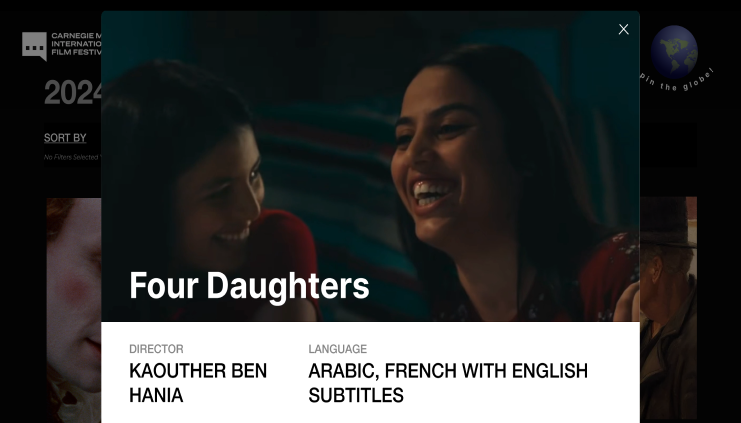 CARNEGIE M
INTERNATIO
FILM FESTIV
2024
SORT BY
No Filters Selected
pin the globe!
Four Daughters
DIRECTOR
LANGUAGE
KAOUTHER BEN
HANIA
ARABIC, FRENCH WITH ENGLISH
SUBTITLES